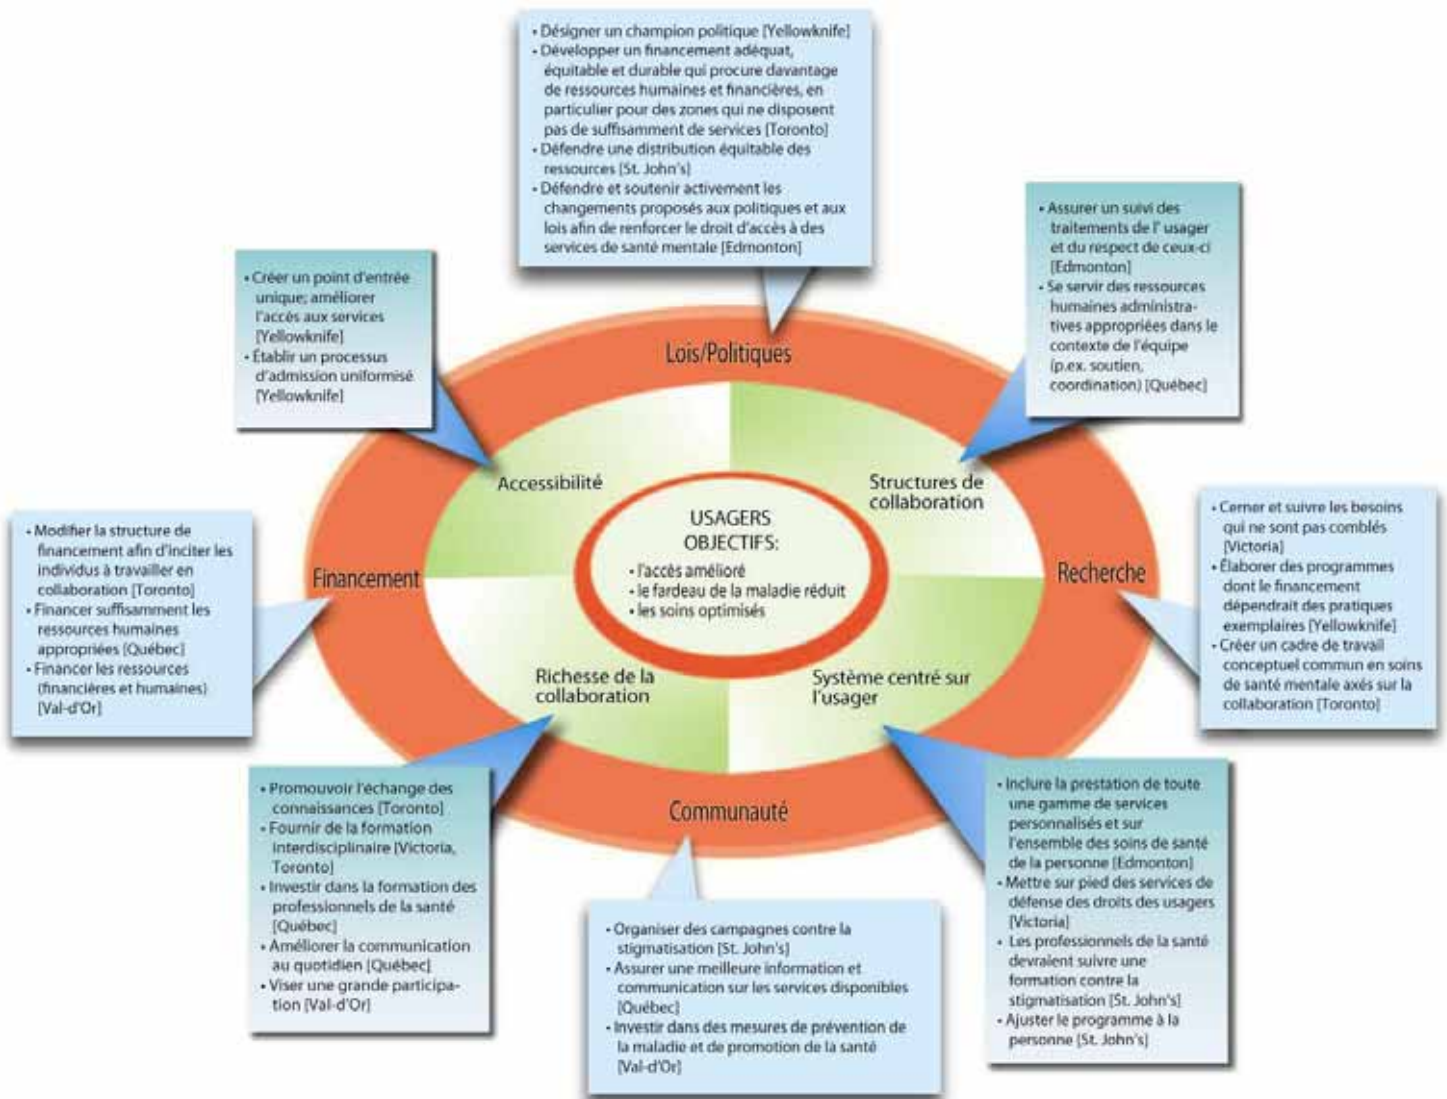 • Désigner un champion politique [Yellowknife]
• Développer un financement adéquat,
équitable et durable qui procure davantage
de ressources humaines et financières, en
particulier pour des zones qui ne disposent
pas de suffisamment de services [Toronto]
• Défendre une distribution équitable des
ressources [St. John's]
• Défendre et soutenir activement les
changements proposés aux politiques et aux
lois afin de renforcer le droit d'accès à des
services de santé mentale [Edmonton]
• Créer un point d'entrée
unique; améliorer
l'accès aux services
[Yellowknife]
• Établir un processus
d'admission uniformisé
[Yellowknife]
• Assurer un suivi des
traitements de l' usager
et du respect de ceux-ci
[Edmonton]
• Se servir des ressources
humaines administra-
tives appropriées dans le
contexte de l'équipe
(p.ex. soutien,
coordination) [Québec]
Lois/Politiques
Accessibilité
Structures de
collaboration
USAGERS
OBJECTIFS:
• l'accès amélioré
• le fardeau de la maladie réduit
• les soins optimisés
Financement
Recherche
Richesse de la
collaboration
Système centré sur
l'usager
Communauté
• Modifier la structure de
financement afin d'inciter les
individus à travailler en
collaboration [Toronto]
• Financer suffisamment les
ressources humaines
appropriées [Québec]
• Financer les ressources
(financières et humaines)
[Val-d'Or]
• Cerner et suivre les besoins
qui ne sont pas comblés
[Victoria]
• Élaborer des programmes
dont le financement
dépendrait des pratiques
exemplaires [Yellowknife]
• Créer un cadre de travail
conceptuel commun en soins
de santé mentale axés sur la
collaboration [Toronto]
• Promouvoir l'échange des
connaissances [Toronto]
• Fournir de la formation
interdisciplinaire [Victoria,
Toronto]
• Investir dans la formation des
professionnels de la santé
[Québec]
• Améliorer la communication
au quotidien [Québec]
• Viser une grande participa-
tion [Val-d'Or]
• Organiser des campagnes contre la
stigmatisation [St. John's]
• Assurer une meilleure information et
communication sur les services disponibles
[Québec]
• Investir dans des mesures de prévention de
la maladie et de promotion de la santé
[Val-d'Or]
• Inclure la prestation de toute
une gamme de services
personnalisés et sur
l'ensemble des soins de santé
de la personne [Edmonton]
• Mettre sur pied des services de
défense des droits des usagers
[Victoria]
• Les professionnels de la santé
devraient suivre une
formation contre la
stigmatisation [St. John's]
• Ajuster le programme à la
personne [St. John's]